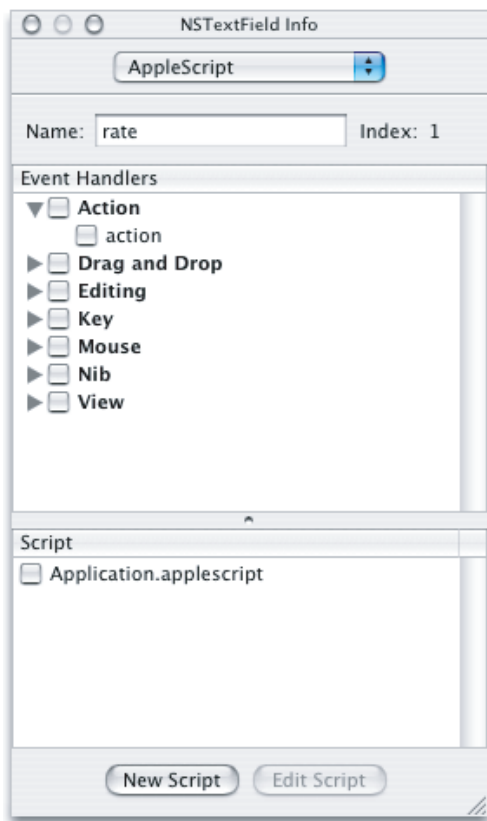 NSTextField Info
AppleScript
Name: rate Index: 1
Event Handlers
Action
action
Drag and Drop
Editing
Key
Mouse
Nib
View
Script
Application.applescript
New Script Edit Script